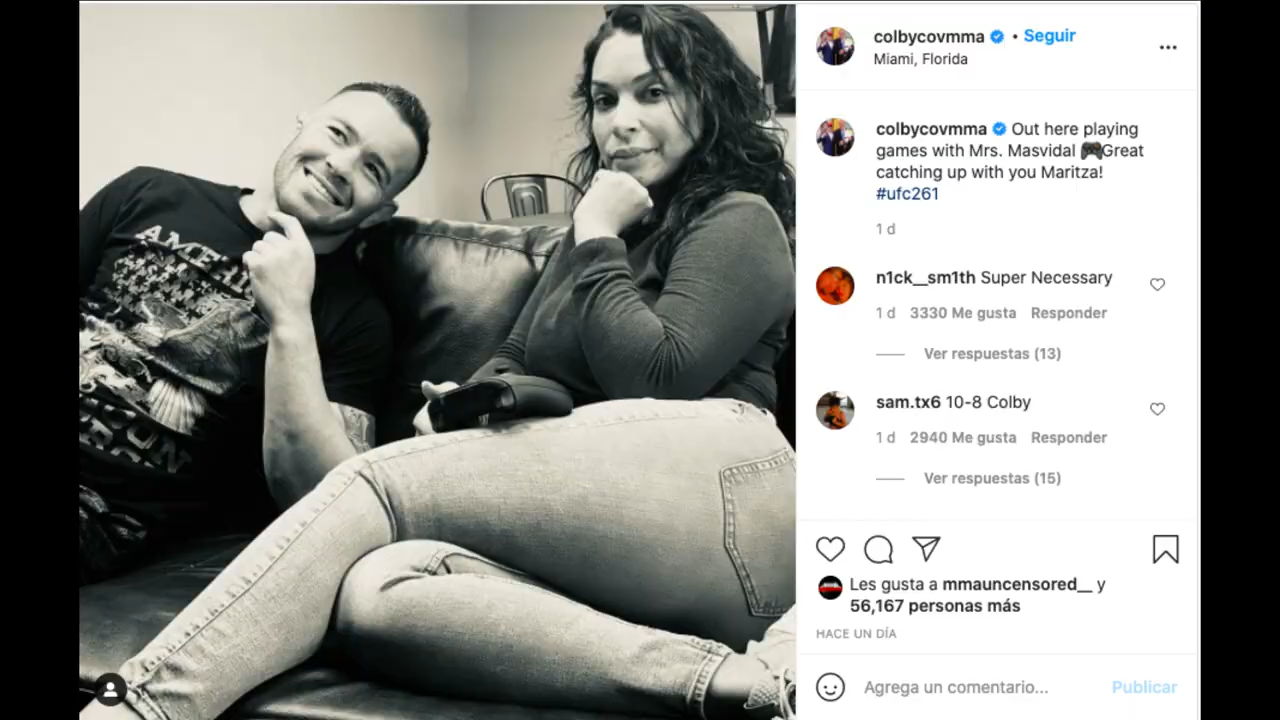 AMERI
colbycovmma • Seguir
Miami, Florida
colbycovmma Out here playing
games with Mrs. Masvidal 🎮Great
catching up with you Maritza!
#ufc261
1 d
n1ck__sm1th Super Necessary
1 d 3330 Me gusta Responder
Ver respuestas (13)
sam.tx6 10-8 Colby
1 d 2940 Me gusta Responder
Ver respuestas (15)
Les gusta a mmauncensored__ y
56,167 personas más
HACE UN DÍA
Agrega un comentario... Publicar